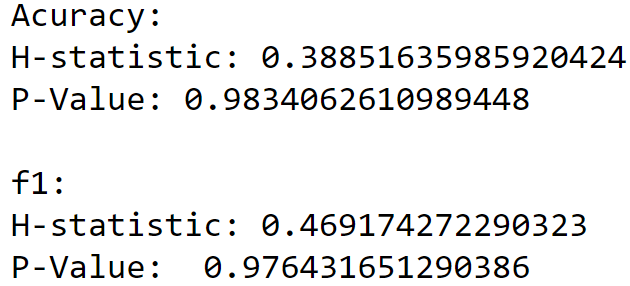 Acuracy:
H-statistic: 0.38851635985920424
P-Value: 0.9834062610989448
f1:
H-statistic: 0.469174272290323
P-Value:  0.976431651290386